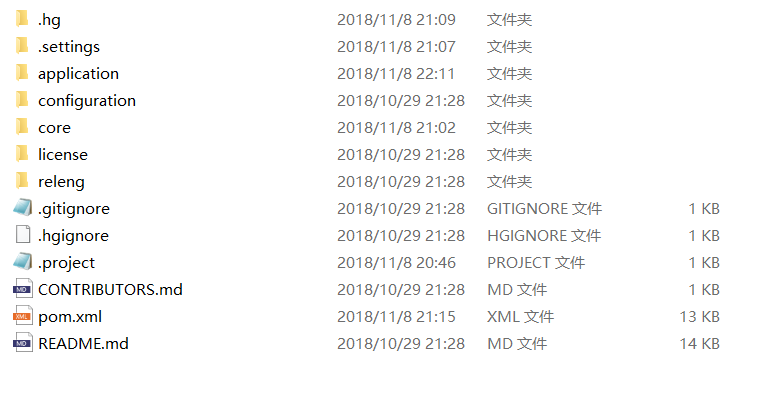 .hg 2018/11/8 21:09 文件夹
.settings 2018/11/8 21:07 文件夹
application 2018/11/8 22:11 文件夹
configuration 2018/10/29 21:28 文件夹
core 2018/11/8 21:02 文件夹
license 2018/10/29 21:28 文件夹
releng 2018/10/29 21:28 文件夹
.gitignore 2018/10/29 21:28 GITIGNORE 文件 1 KB
.hgignore 2018/10/29 21:28 HGIGNORE 文件 1 KB
.project 2018/11/8 20:46 PROJECT 文件 1 KB
MD CONTRIBUTORS.md 2018/10/29 21:28 MD 文件 1 KB
XML pom.xml 2018/11/8 21:15 XML 文件 13 KB
MD README.md 2018/10/29 21:28 MD 文件 14 KB